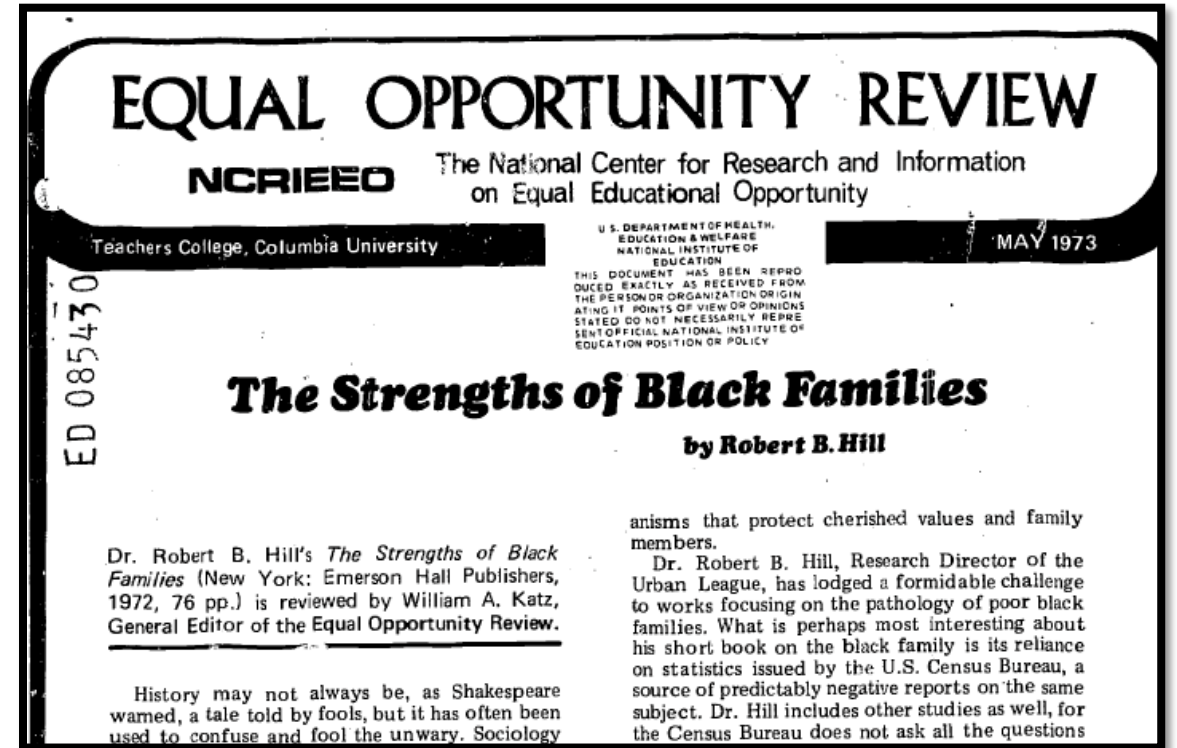 EQUAL OPPORTUNITY REVIEW
NCRIEEO
The National Center for Research and Information
on Equal Educational Opportunity
Teachers College, Columbia University
U S. DEPARTMENT OF HEALTH,
EDUCATION & WELFARE
NATIONAL INSTITUTE OF
EDUCATION
THIS DOCUMENT HAS BEEN REPRO
DUCED EXACTLY AS RECEIVED FROM
THE PERSON OR ORGANIZATION ORIGIN
ATING IT POINTS OF VIEW OR OPINIONS
STATED DO NOT NECESSARILY REPRE
SENT OFFICIAL NATIONAL INSTITUTE OF
EDUCATION POSITION OR POLICY
MAY 1973
ED 085430
The Strengths of Black Families
by Robert B. Hill
Dr. Robert B. Hill's The Strengths of Black
Families (New York: Emerson Hall Publishers,
1972, 76 pp.) is reviewed by William A. Katz,
General Editor of the Equal Opportunity Review.
History may not always be, as Shakespeare
warned, a tale told by fools, but it has often been
used to confuse and fool the unwary. Sociology
anisms that protect cherished values and family
members.
Dr. Robert B. Hill, Research Director of the
Urban League, has lodged a formidable challenge
to works focusing on the pathology of poor black
families. What is perhaps most interesting about
his short book on the black family is its reliance
on statistics issued by the U.S. Census Bureau, a
source of predictably negative reports on the same
subject. Dr. Hill includes other studies as well, for
the Census Bureau does not ask all the questions